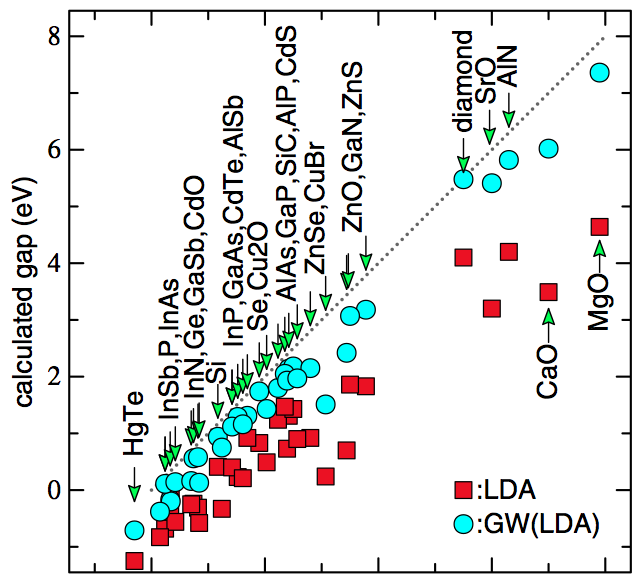 8
6
4
2
0
calculated gap (eV)
HgTe
InSb,P,InAs
InN,Ge,GaSb,CdO
Si
InP,GaAs,CdTe,AlSb
Se,Cu2O
AlAs,GaP,SiC,AlP,CdS
ZnSe,CuBr
ZnO,GaN,ZnS
diamond
SrO
AlN
CaO
MgO
:LDA
:GW(LDA)